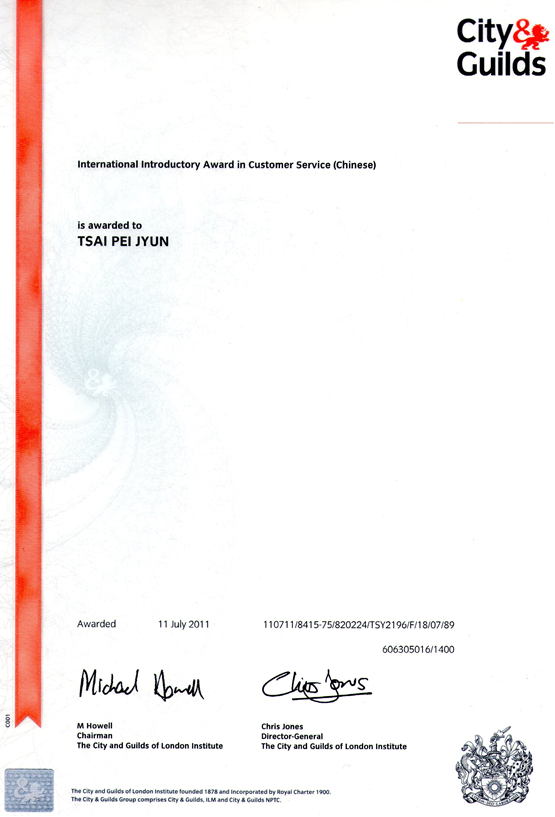 City&
Guilds
International Introductory Award in Customer Service (Chinese)
is awarded to
TSAI PEI JYUN
Awarded 11 July 2011 110711/8415-75/820224/TSY2196/F/18/07/89
606305016/1400
Michael Howell Chris Jones
M Howell Chris Jones
Chairman Director-General
The City and Guilds of London Institute The City and Guilds of London Institute
C001
The City and Guilds of London Institute founded 1878 and Incorporated by Royal Charter 1900.
The City & Guilds Group comprises City & Guilds, ILM and City & Guilds NPTC.